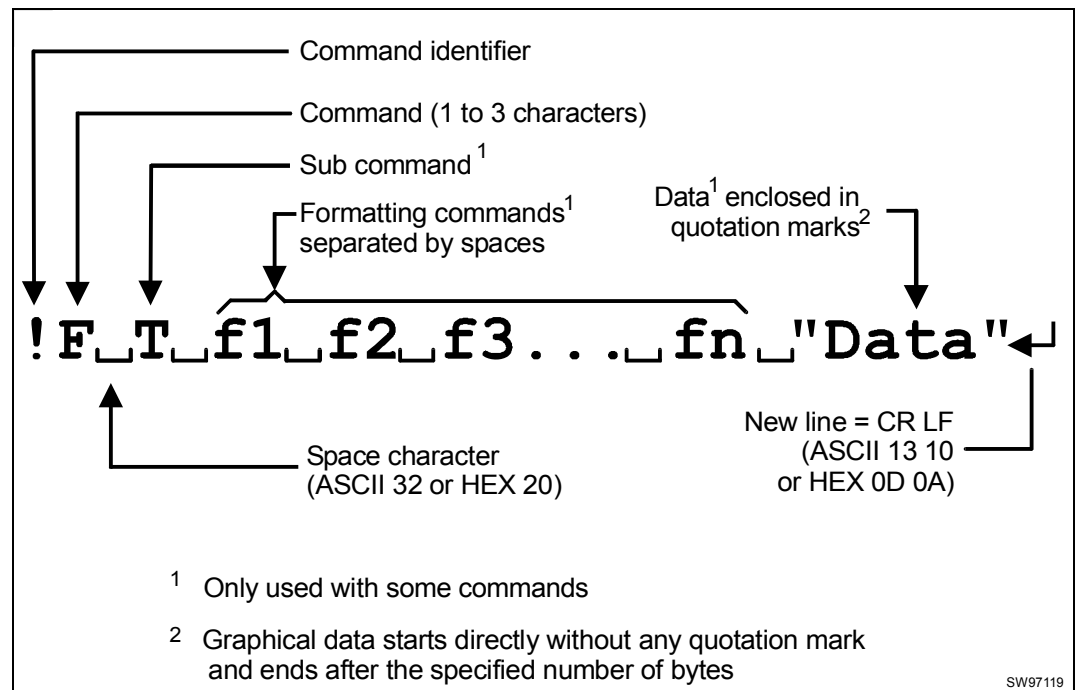 Command identifier
Command (1 to 3 characters)
Sub command 1
Formatting commands1
separated by spaces
Data1 enclosed in
quotation marks2
!F␣T␣f1␣f2␣f3...␣fn␣"Data"↵
Space character
(ASCII 32 or HEX 20)
New line = CR LF
(ASCII 13 10
or HEX 0D 0A)
1 Only used with some commands
2 Graphical data starts directly without any quotation mark
and ends after the specified number of bytes
SW97119